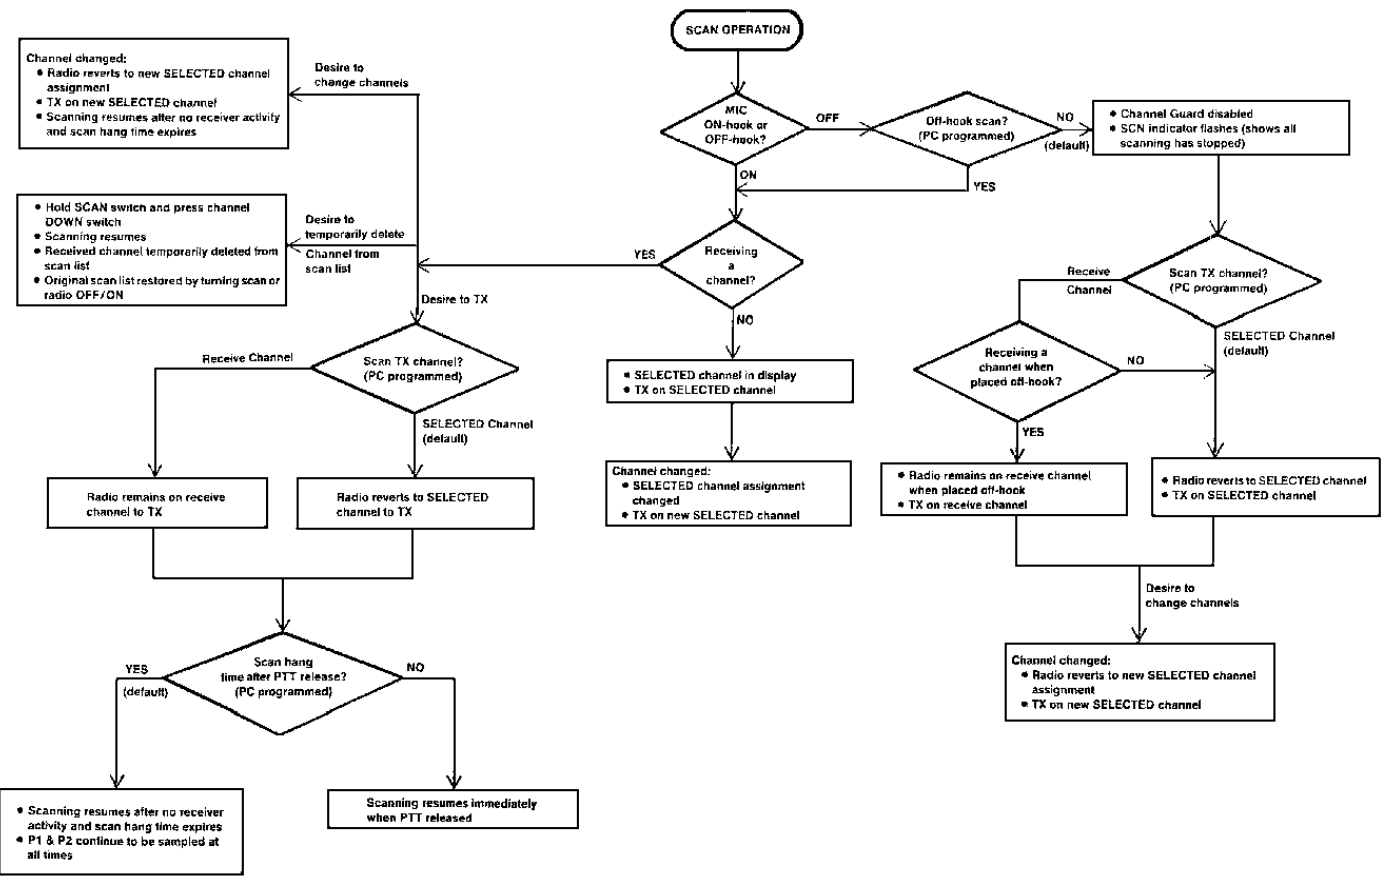 SCAN OPERATION
MIC
ON-hook or
OFF-hook?
OFF
Off-hook scan?
(PC programmed)
NO
(default)
• Channel Guard disabled
• SCN indicator flashes (shows all
scanning has stopped)
ON
YES
Channel changed:
• Radio reverts to new SELECTED channel
assignment
• TX on new SELECTED channel
• Scanning resumes after no receiver activity
and scan hang time expires
Desire to
change channels
• Hold SCAN switch and press channel
DOWN switch
• Scanning resumes
• Received channel temporarily deleted from
scan list
• Original scan list restored by turning scan or
radio OFF/ON
Desire to
temporarily delete
Channel from
scan list
YES
Receiving
a
channel?
NO
Desire to TX
Receive Channel
Scan TX channel?
(PC programmed)
SELECTED Channel
(default)
• SELECTED channel in display
• TX on SELECTED channel
Channel changed:
• SELECTED channel assignment
changed
• TX on new SELECTED channel
Receive
Channel
Scan TX channel?
(PC programmed)
SELECTED Channel
(default)
Receiving a
channel when
placed off-hook?
NO
YES
• Radio remains on receive channel
when placed off-hook
• TX on receive channel
• Radio reverts to SELECTED channel
• TX on SELECTED channel
Radio remains on receive
channel to TX
Radio reverts to SELECTED
channel to TX
Desire to
change channels
Channel changed:
• Radio reverts to new SELECTED channel
assignment
• TX on new SELECTED channel
YES
(default)
Scan hang
time after PTT release?
(PC programmed)
NO
• Scanning resumes after no receiver
activity and scan hang time expires
• P1 & P2 continue to be sampled at
all times
Scanning resumes immediately
when PTT released